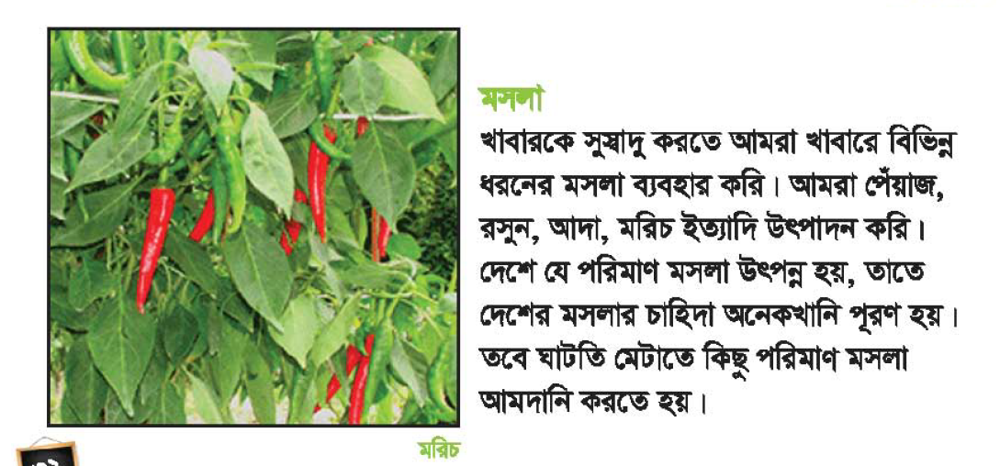 মসলা
খাবারকে সুস্বাদু করতে আমরা খাবারে বিভিন্ন
ধরনের মসলা ব্যবহার করি। আমরা পেঁয়াজ,
রসুন, আদা, মরিচ ইত্যাদি উৎপাদন করি।
দেশে যে পরিমাণ মসলা উৎপন্ন হয়, তাতে
দেশের মসলার চাহিদা অনেকখানি পূরণ হয়।
তবে ঘাটতি মেটাতে কিছু পরিমাণ মসলা
আমদানি করতে হয়।
মরিচ